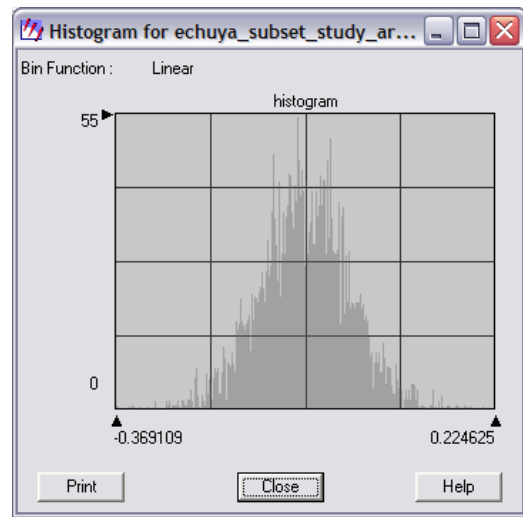 Histogram for echuya_subset_study_ar...
Bin Function : Linear
histogram
55
0
-0.369109 0.224625
Print Close Help